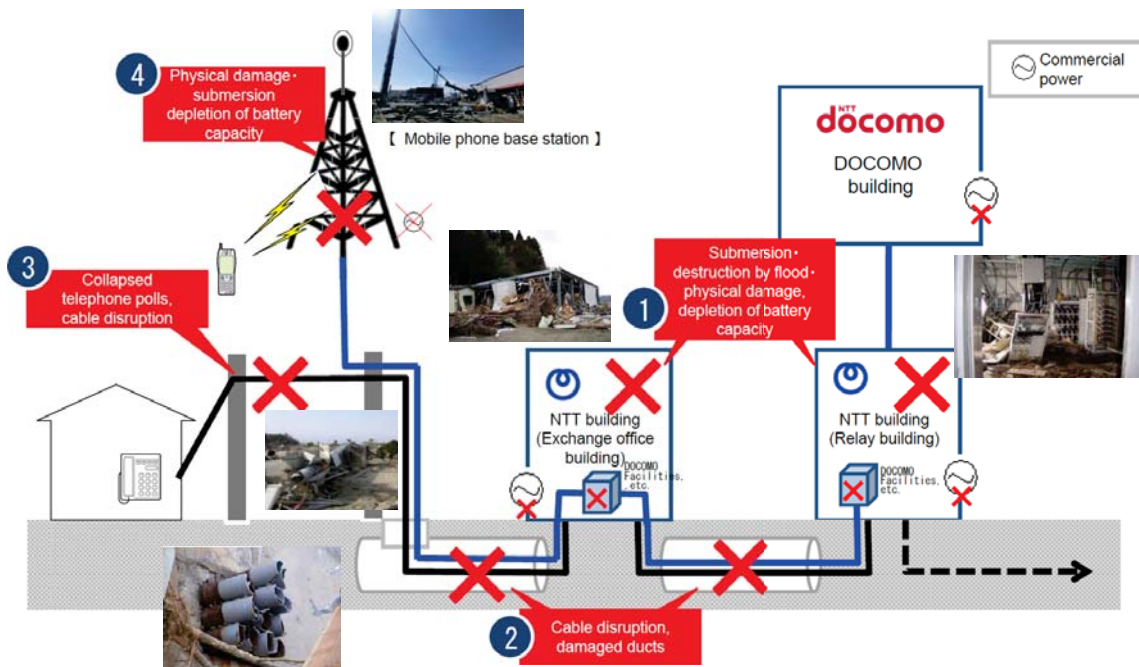 4
Physical damage・
submersion
depletion of battery
capacity
【 Mobile phone base station 】
Commercial
power
NTT
döcomo
DOCOMO
building
3
Collapsed
telephone polls,
cable disruption
1
Submersion・
destruction by flood・
physical damage,
depletion of battery
capacity
NTT building
(Exchange office
building)
DOCOMO
Facilities,
etc.
NTT building
(Relay building)
DOCOMO
Facilities,
etc.
2
Cable disruption,
damaged ducts